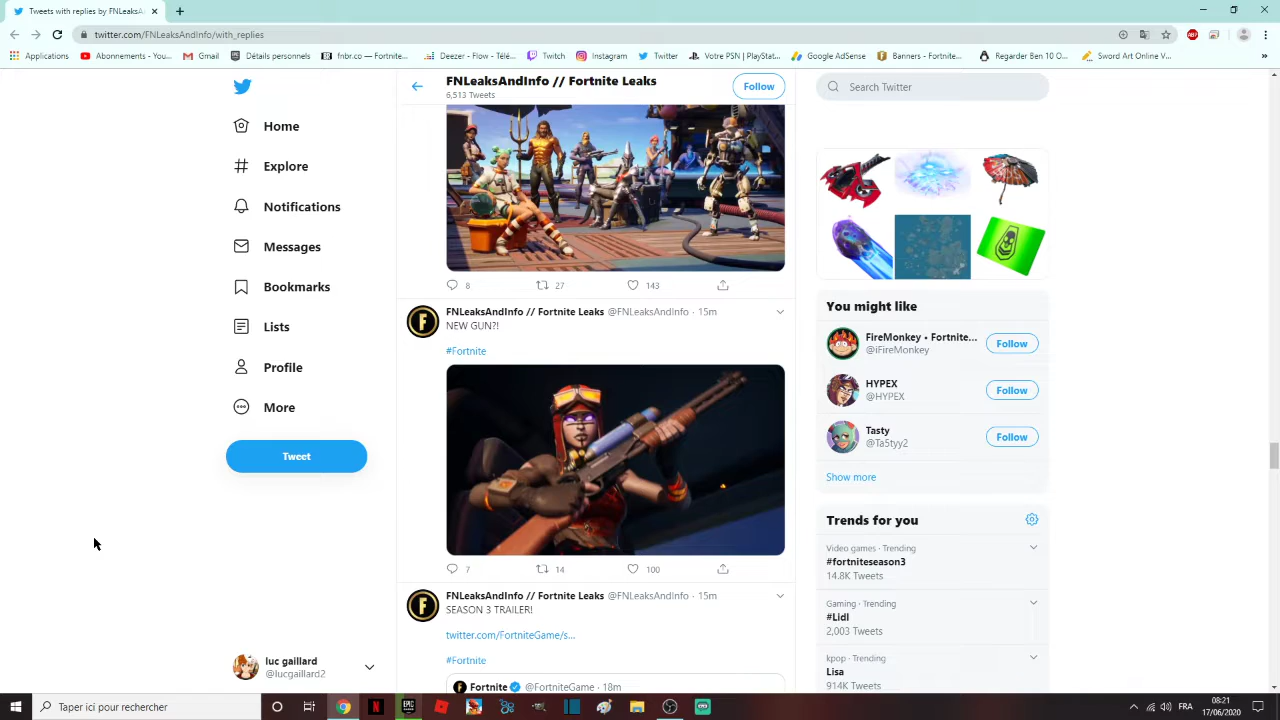 Tweets with replies by FNLeaksA
twitter.com/FNLeaksAndInfo/with_replies
Applications
Abonnements - You...
Gmail
Détails personnels
fnbr.co — Fortnite...
Deezer - Flow - Télé...
Twitch
Instagram
Twitter
Votre PSN | PlayStat...
Google AdSense
Banners - Fortnite...
Regarder Ben 10 O...
Sword Art Online V...
»
Home
Explore
Notifications
Messages
Bookmarks
Lists
Profile
More
Tweet
luc gaillard
@lucgaillard2
FNLeaksAndInfo // Fortnite Leaks
6,513 Tweets
Follow
8 27 143
FNLeaksAndInfo // Fortnite Leaks @FNLeaksAndInfo · 15m
NEW GUN?!
#Fortnite
7 14 100
FNLeaksAndInfo // Fortnite Leaks @FNLeaksAndInfo · 15m
SEASON 3 TRAILER!
twitter.com/FortniteGame/s...
#Fortnite
Fortnite @FortniteGame · 18m
Search Twitter
You might like
FireMonkey • Fortnite...
@iFireMonkey
Follow
HYPEX
@HYPEX
Follow
Tasty
@Ta5tyy2
Follow
Show more
Trends for you
Video games · Trending
#fortniteseason3
14.8K Tweets
Gaming · Trending
#Lidl
2,003 Tweets
kpop · Trending
Lisa
914K Tweets
Taper ici pour rechercher
FRA
08:21
17/06/2020